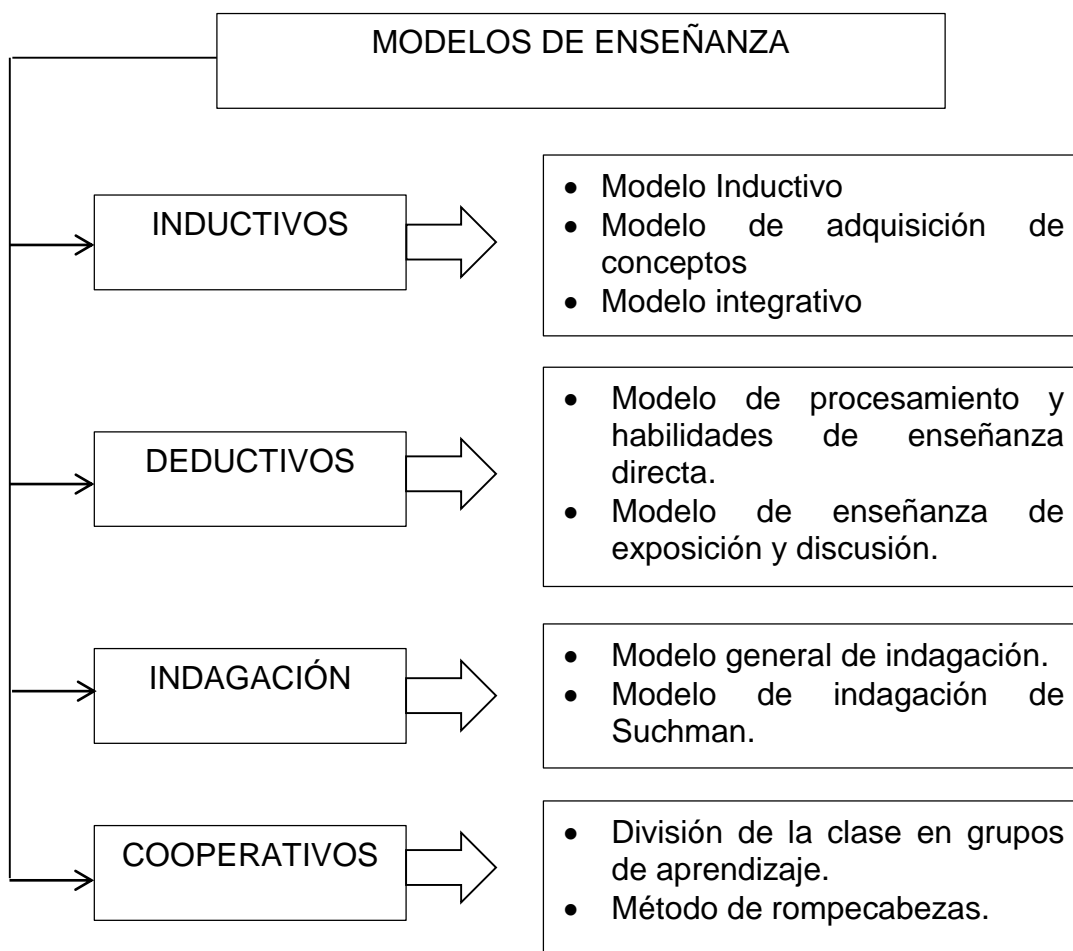 MODELOS DE ENSEÑANZA
INDUCTIVOS
• Modelo Inductivo
• Modelo de adquisición de
conceptos
• Modelo integrativo
DEDUCTIVOS
• Modelo de procesamiento y
habilidades de enseñanza
directa.
• Modelo de enseñanza de
exposición y discusión.
INDAGACIÓN
• Modelo general de indagación.
• Modelo de indagación de
Suchman.
COOPERATIVOS
• División de la clase en grupos
de aprendizaje.
• Método de rompecabezas.